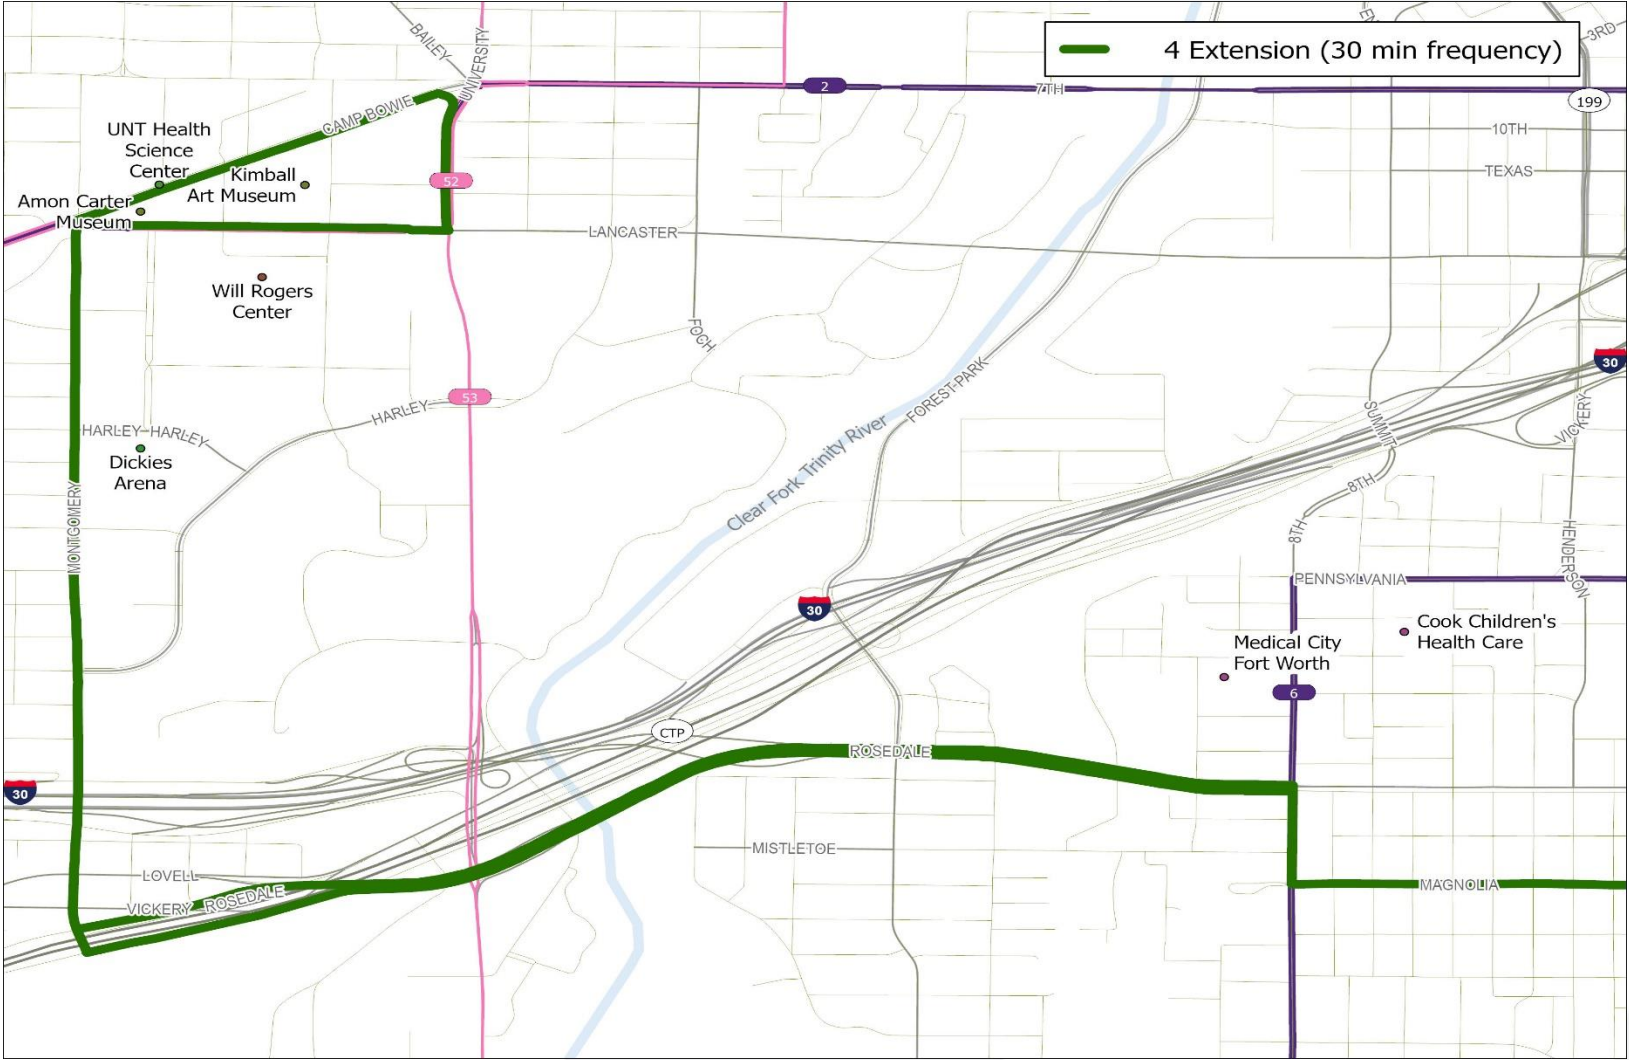 BAILEY
UNIVERSITY
4 Extension (30 min frequency)
3RD
2
7TH
199
CAMP BOWIE
UNT Health
Science
Center
10TH
Kimball
Art Museum
52
TEXAS
Amon Carter
Museum
LANCASTER
Will Rogers
Center
FOCH
30
53
FOREST PARK
HARLEY
SUMMIT
VICKERY
HARLEY
HARLEY
Dickies
Arena
Clear Fork Trinity River
8TH
MONTGOMERY
8TH
HENDERSON
PENNSYLVANIA
30
Cook Children's
Health Care
Medical City
Fort Worth
6
CTP
ROSEDALE
30
MISTLETOE
LOVELL
MAGNOLIA
VICKERY
ROSEDALE